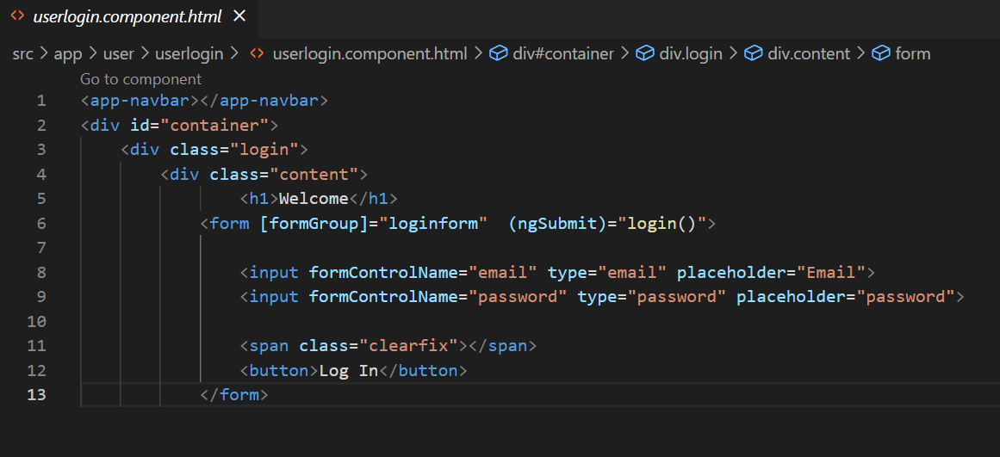 userlogin.component.html
src > app > user > userlogin > userlogin.component.html > div#container > div.login > div.content > form
Go to component
1 <app-navbar></app-navbar>
2 <div id="container">
3     <div class="login">
4         <div class="content">
5                 <h1>Welcome</h1>
6             <form [formGroup]="loginform"  (ngSubmit)="login()">
7
8                 <input formControlName="email" type="email" placeholder="Email">
9                 <input formControlName="password" type="password" placeholder="password">
10
11                 <span class="clearfix"></span>
12                 <button>Log In</button>
13             </form>